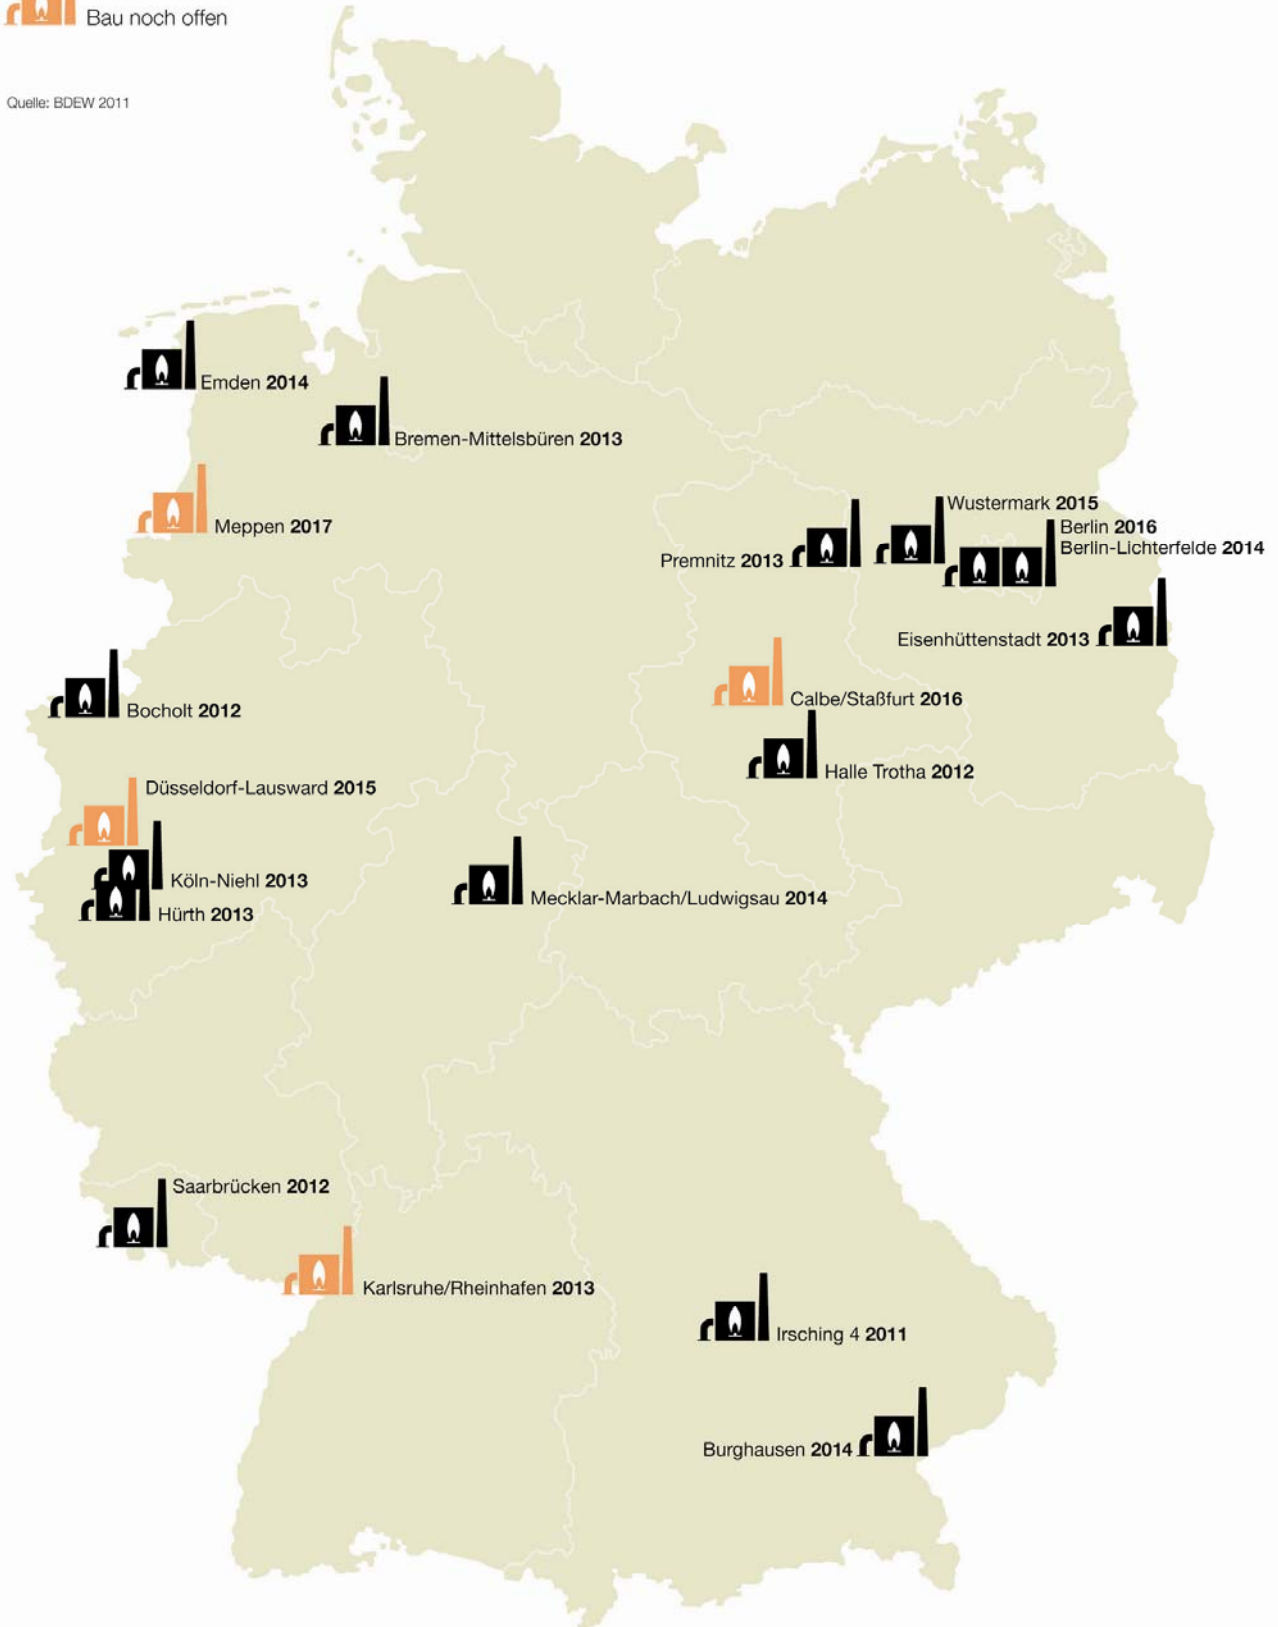 Bau noch offen
Quelle: BDEW 2011
Emden 2014
Bremen-Mittelsbüren 2013
Meppen 2017
Wustermark 2015
Berlin 2016
Berlin-Lichterfelde 2014
Premnitz 2013
Eisenhüttenstadt 2013
Calbe/Staßfurt 2016
Bocholt 2012
Halle Trotha 2012
Düsseldorf-Lausward 2015
Köln-Niehl 2013
Mecklar-Marbach/Ludwigsau 2014
Hürth 2013
Saarbrücken 2012
Karlsruhe/Rheinhafen 2013
Irsching 4 2011
Burghausen 2014